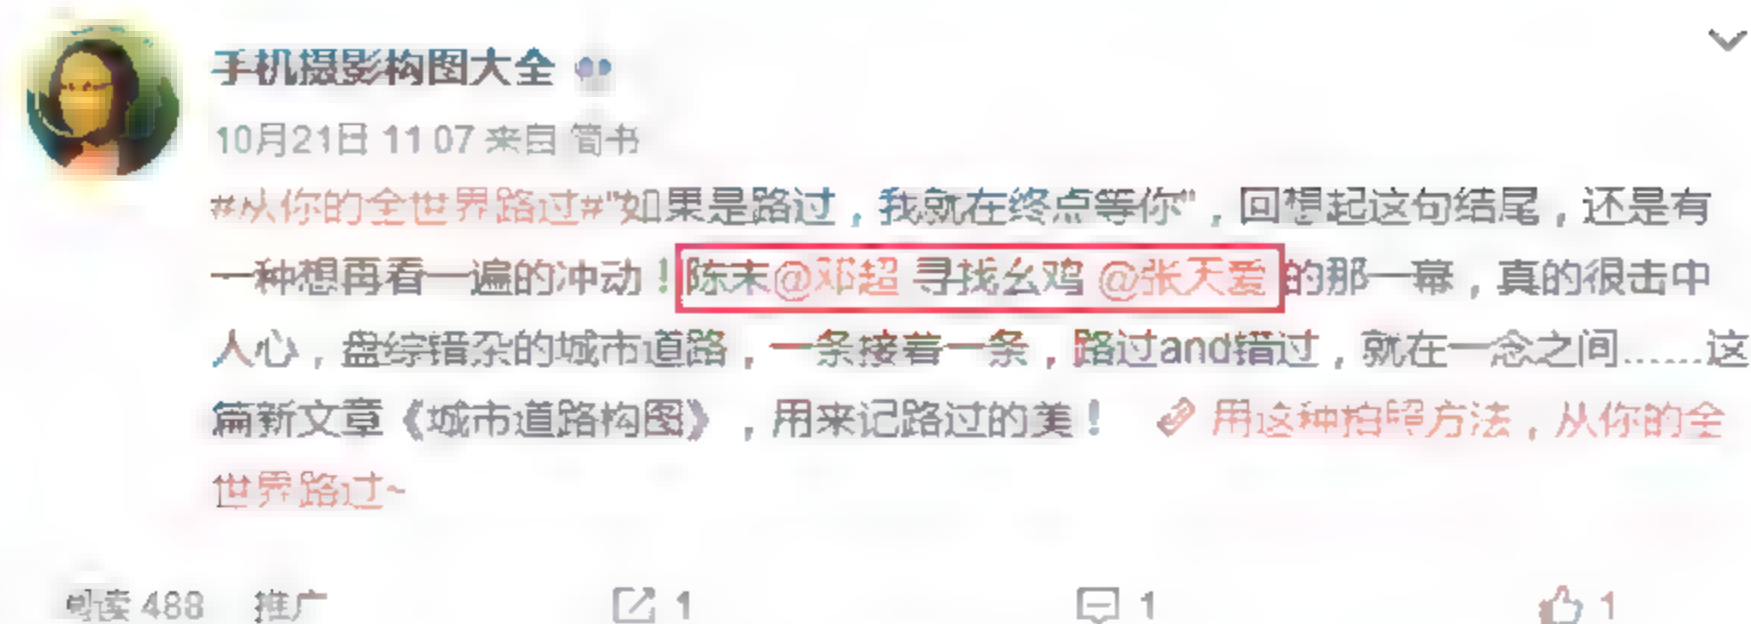 手机摄影构图大全
10月21日 11:07 来自 简书
#从你的全世界路过#"如果是路过，我就在终点等你"，回想起这句结尾，还是有
一种想再看一遍的冲动！陈末@邓超 寻找幺鸡 @张天爱 的那一幕，真的很击中
人心，盘综错杂的城市道路，一条接着一条，路过and错过，就在一念之间……这
篇新文章《城市道路构图》，用来记路过的美！ 用这种拍照方法，从你的全
世界路过~
阅读 488 推广 1 1 1